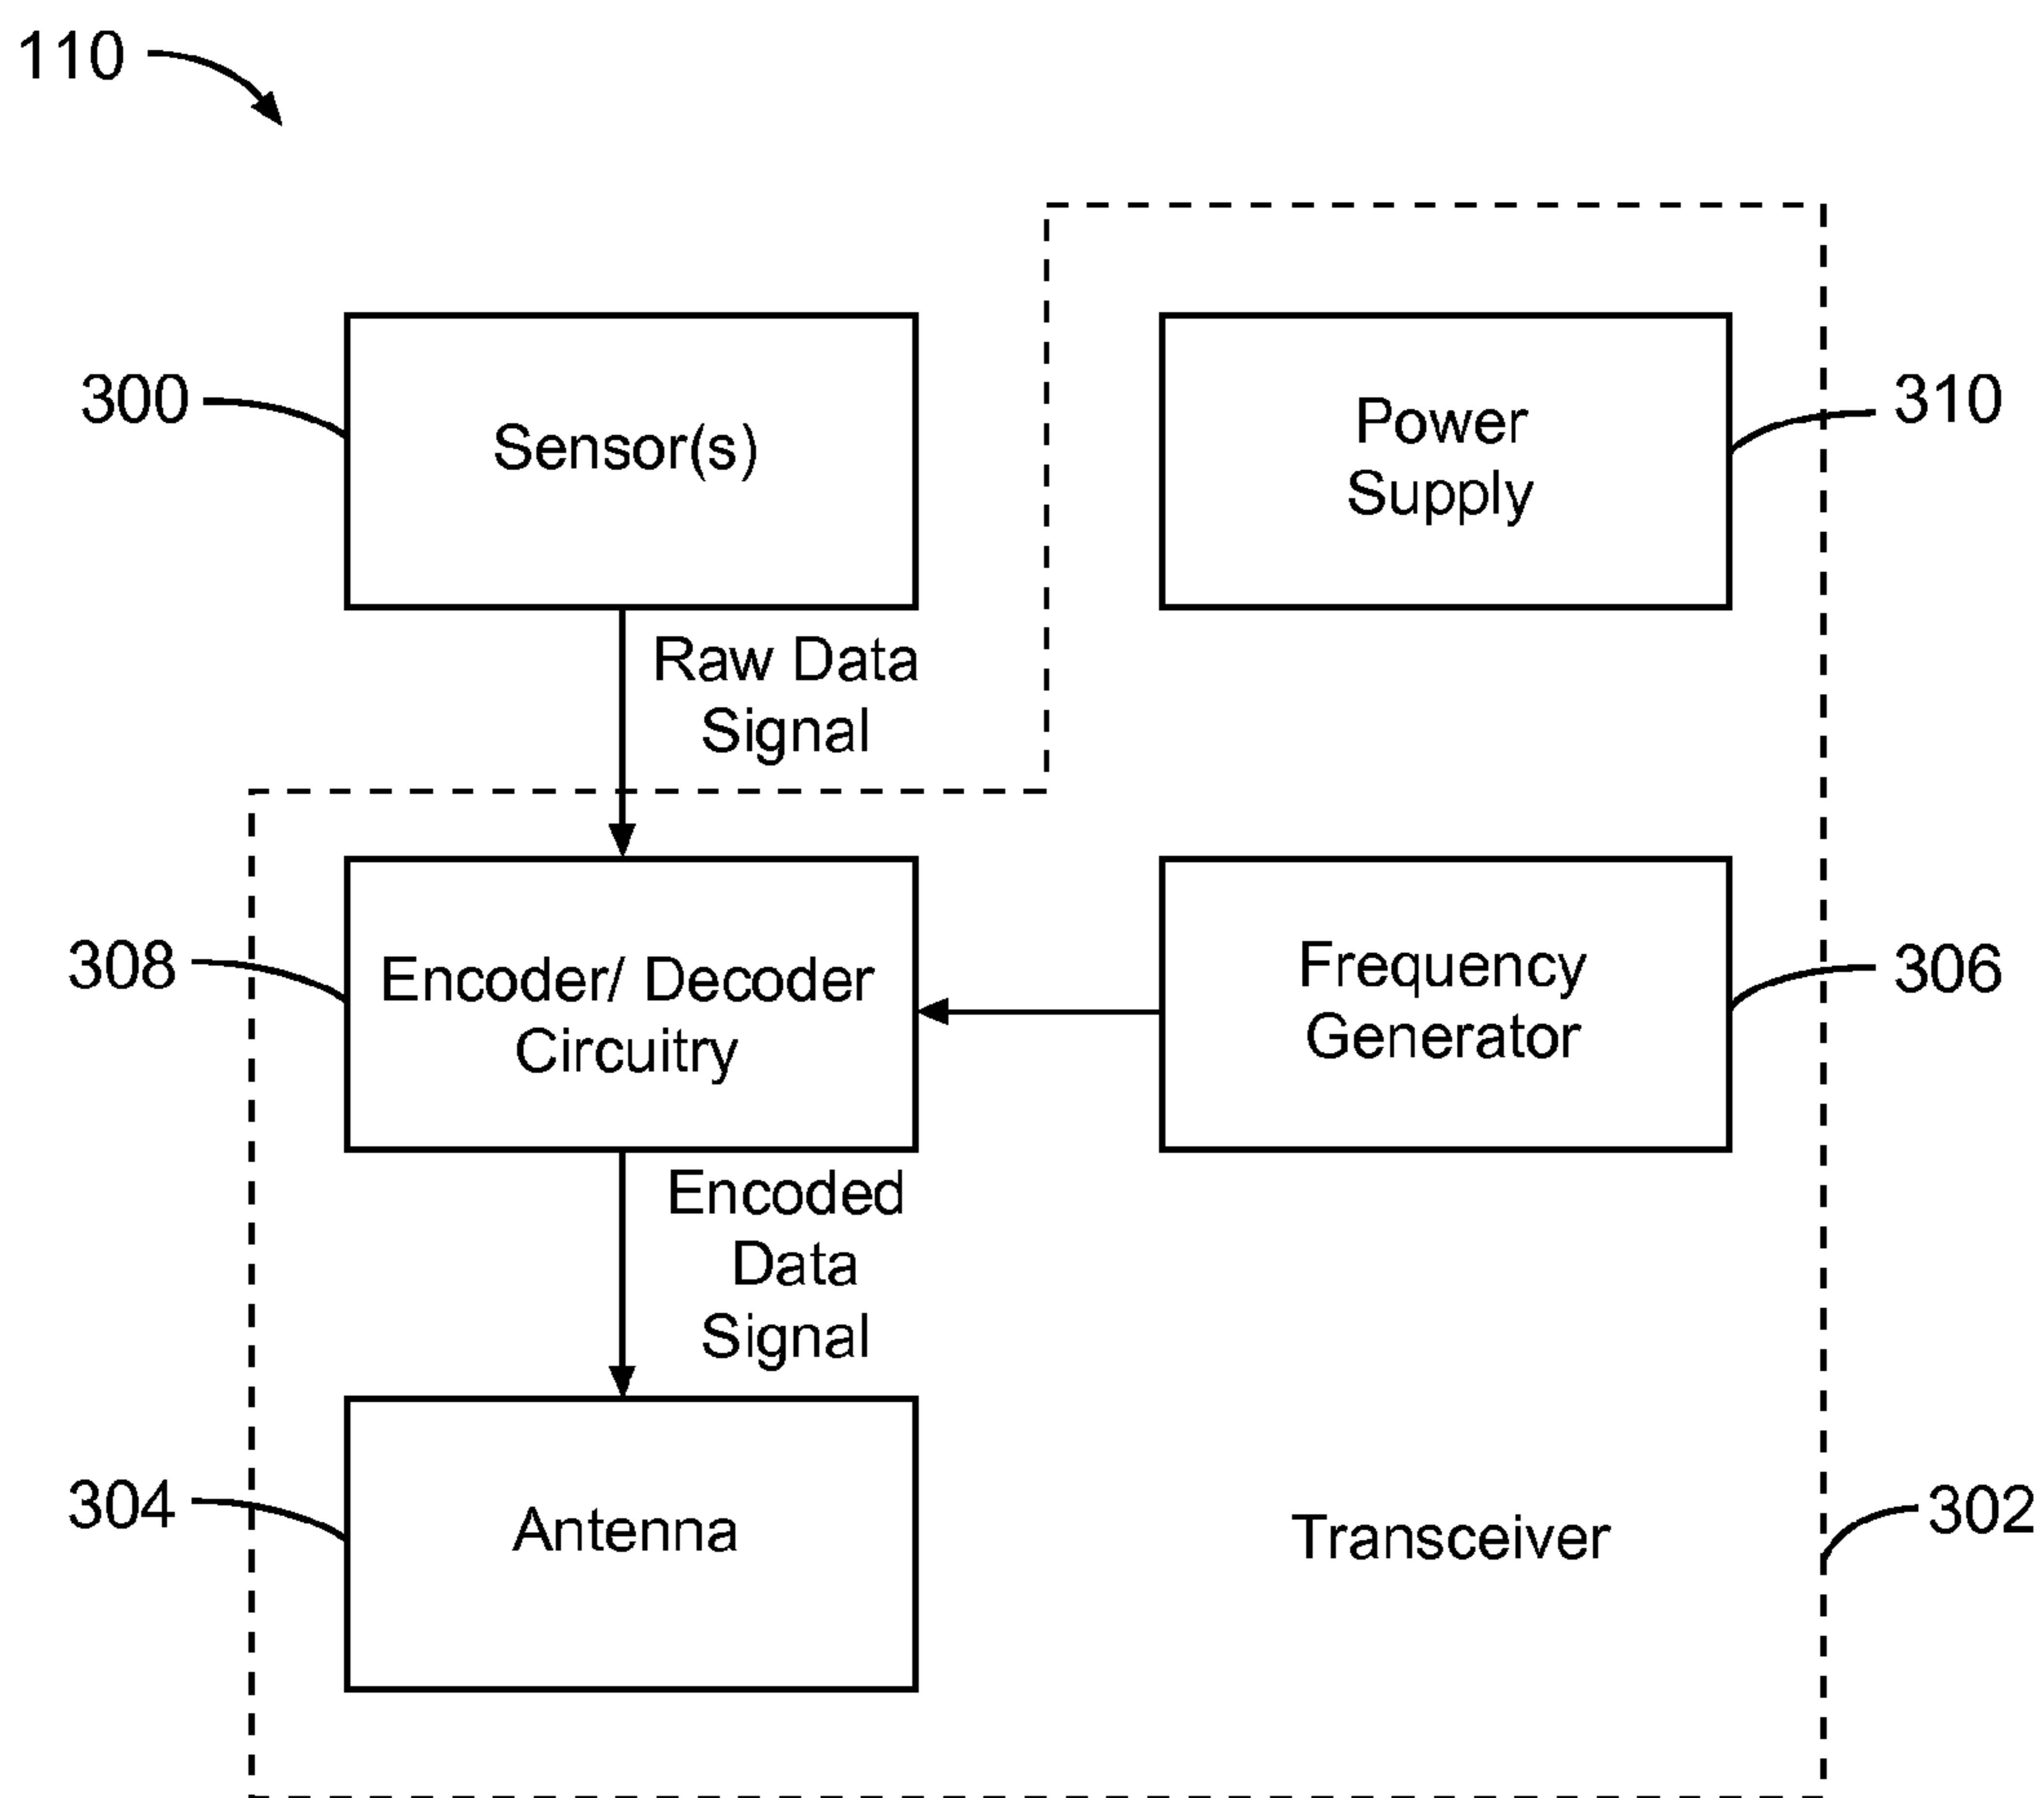 110
300
Sensor(s)
Power
Supply
310
Raw Data
Signal
308
Encoder/ Decoder
Circuitry
Frequency
Generator
306
Encoded
Data
Signal
304
Antenna
Transceiver
302